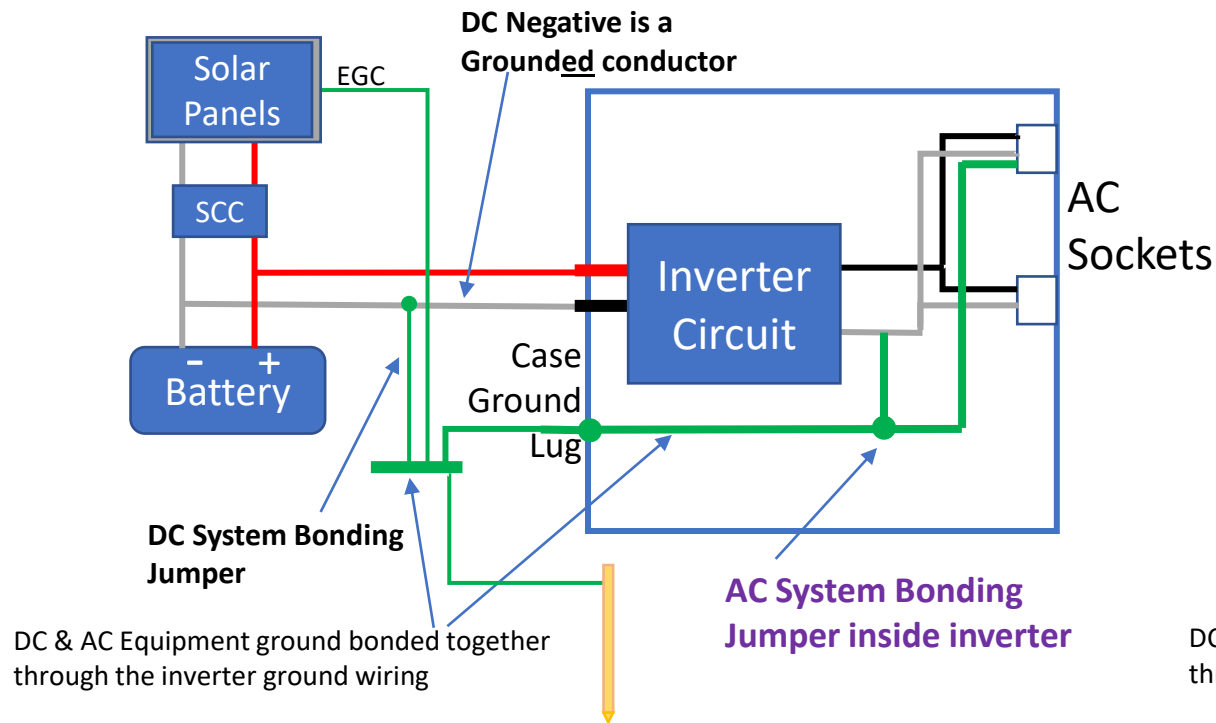 DC Negative is a
Grounded conductor
Solar
Panels
EGC
SCC
AC
Sockets
Inverter
Circuit
- +
Battery
Case
Ground
Lug
DC System Bonding
Jumper
AC System Bonding
Jumper inside inverter
DC & AC Equipment ground bonded together
through the inverter ground wiring
DC
thr